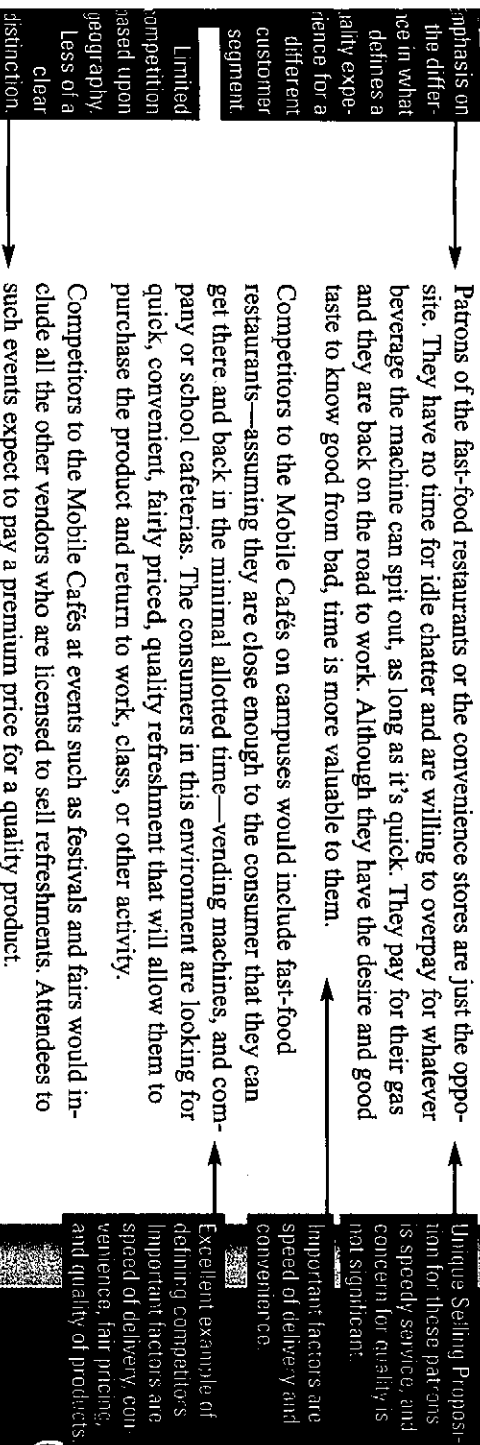 mphasis on
the differ-
ce in what
defines a
ality expe-
rience for a
different
customer
segment.
Limited
ompetition
based upon
geography.
Less of a
clear
distinction.
Patrons of the fast-food restaurants or the convenience stores are just the oppo-
site. They have no time for idle chatter and are willing to overpay for whatever
beverage the machine can spit out, as long as it's quick. They pay for their gas
and they are back on the road to work. Although they have the desire and good
taste to know good from bad, time is more valuable to them.
Competitors to the Mobile Cafés on campuses would include fast-food
restaurants—assuming they are close enough to the consumer that they can
get there and back in the minimal allotted time—vending machines, and com-
pany or school cafeterias. The consumers in this environment are looking for
quick, convenient, fairly priced, quality refreshment that will allow them to
purchase the product and return to work, class, or other activity.
Competitors to the Mobile Cafés at events such as festivals and fairs would in-
clude all the other vendors who are licensed to sell refreshments. Attendees to
such events expect to pay a premium price for a quality product.
Unique Selling Proposi-
tion for these patrons
is speedy service, and
concern for quality is
not significant.
Important factors are
speed of delivery and
convenience.
Excellent example of
defining competitors
Important factors are
speed of delivery, con-
venience, fair pricing,
and quality of products.